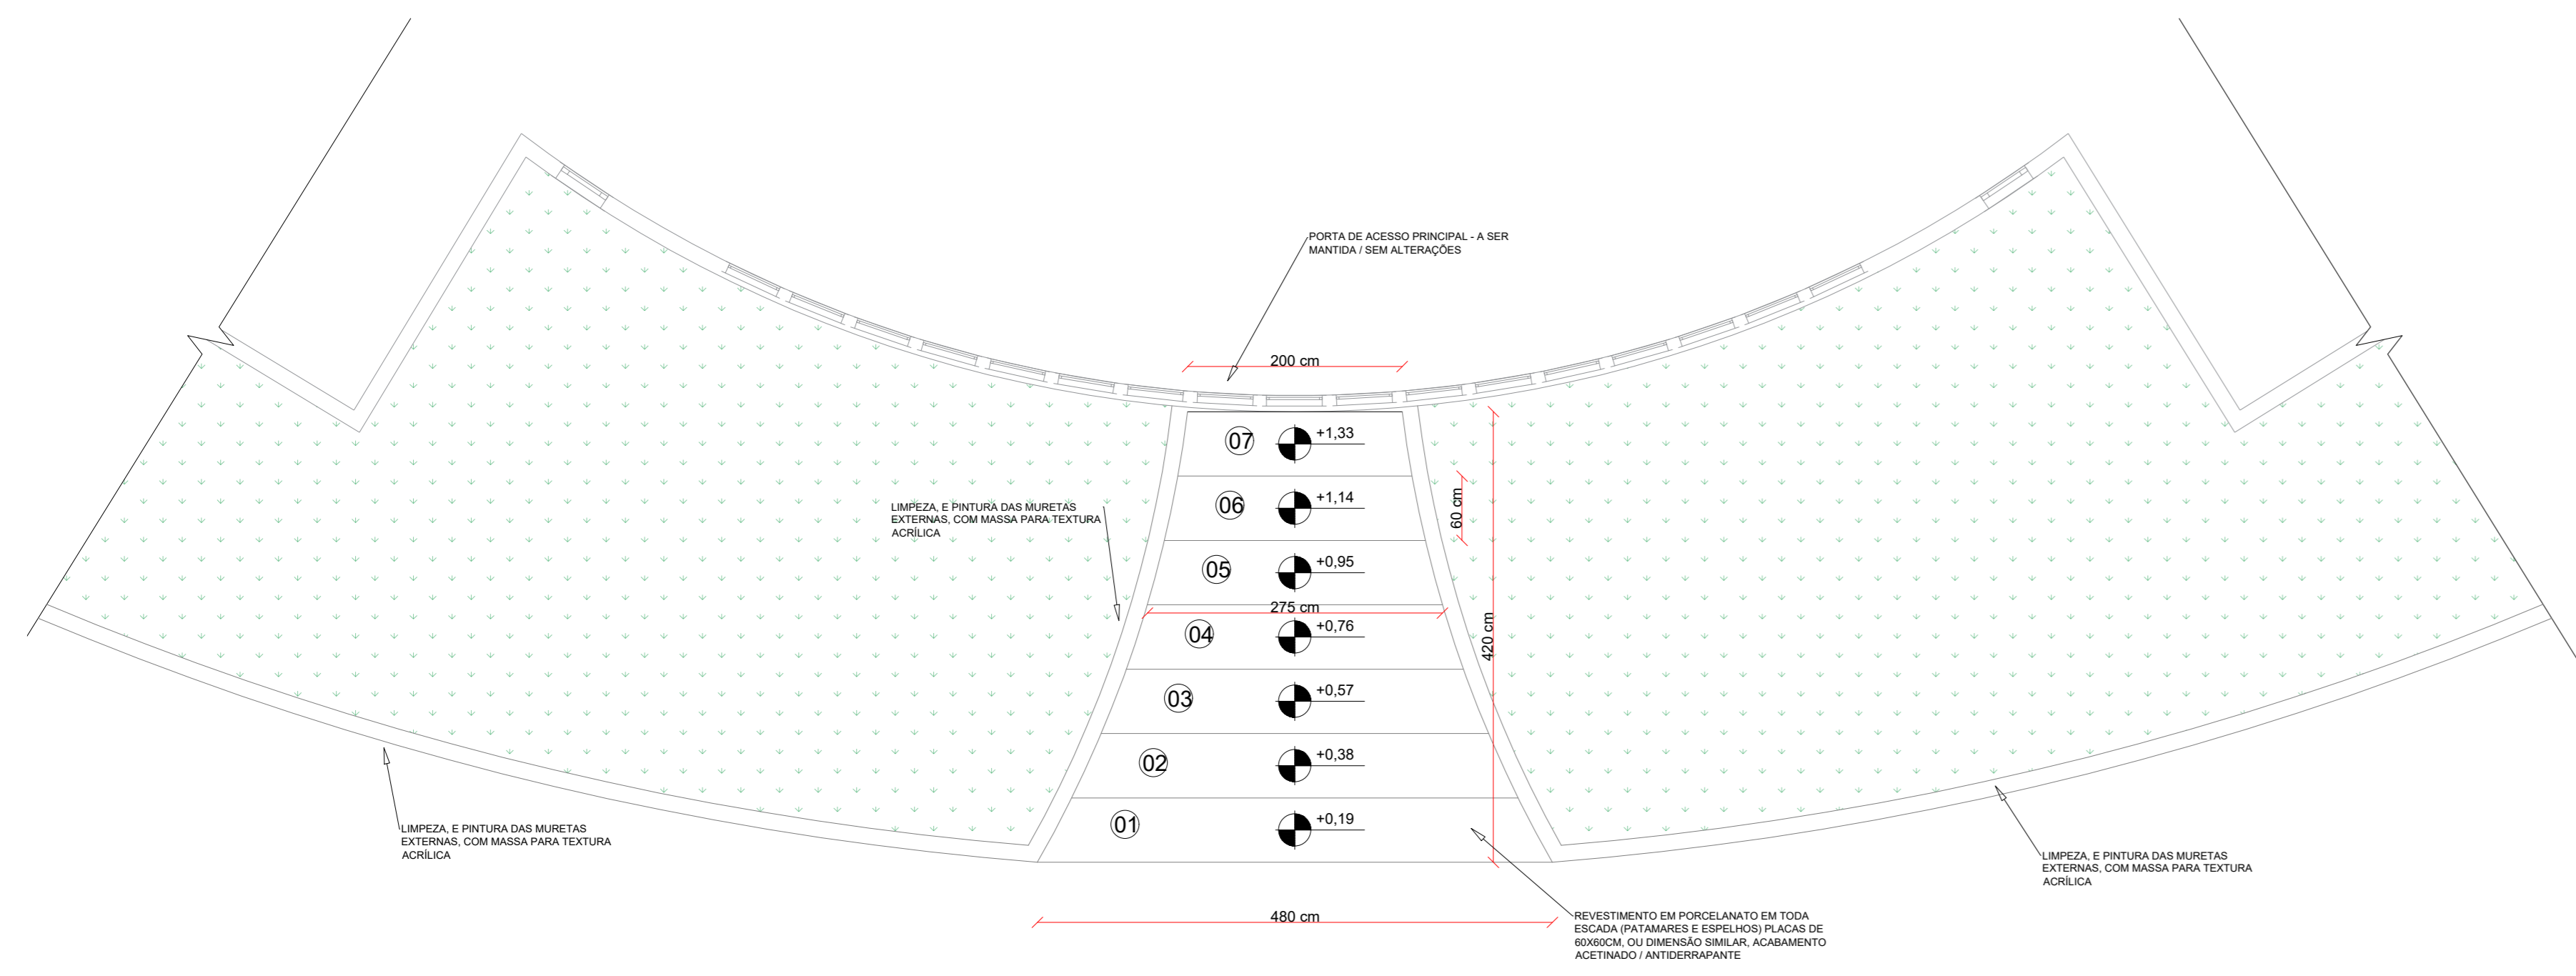 PORTA DE ACESSO PRINCIPAL - A SER
MANTIDA / SEM ALTERAÇÕES
200 cm
07
+1,33
06
+1,14
60 cm
LIMPEZA, E PINTURA DAS MURETAS
EXTERNAS, COM MASSA PARA TEXTURA
ACRÍLICA
05
+0,95
275 cm
04
+0,76
420 cm
03
+0,57
02
+0,38
01
+0,19
LIMPEZA, E PINTURA DAS MURETAS
EXTERNAS, COM MASSA PARA TEXTURA
ACRÍLICA
LIMPEZA, E PINTURA DAS MURETAS
EXTERNAS, COM MASSA PARA TEXTURA
ACRÍLICA
480 cm
REVESTIMENTO EM PORCELANATO EM TODA
ESCADA (PATAMARES E ESPELHOS) PLACAS DE
60X60CM, OU DIMENSÃO SIMILAR, ACABAMENTO
ACETINADO / ANTIDERRAPANTE